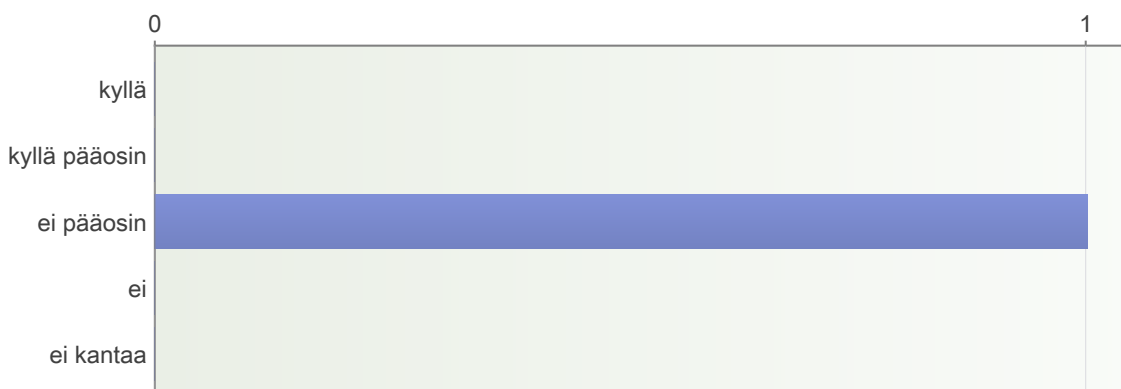 0 1
kyllä
kyllä pääosin
ei pääosin
ei
ei kantaa